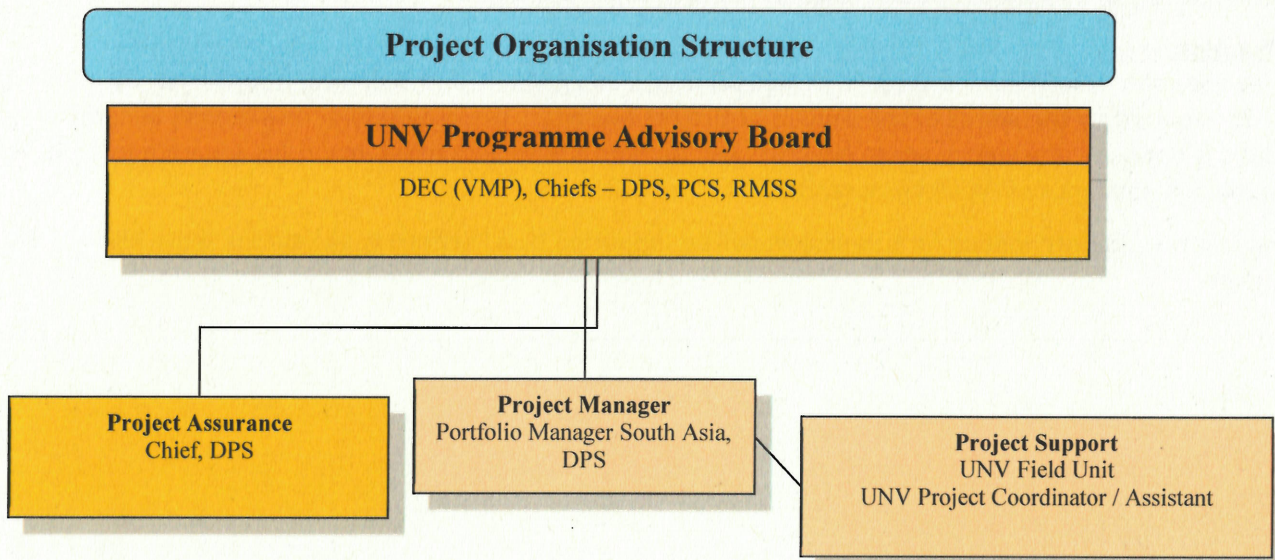 Project Organisation Structure
UNV Programme Advisory Board
DEC (VMP), Chiefs – DPS, PCS, RMSS
Project Assurance
Chief, DPS
Project Manager
Portfolio Manager South Asia,
DPS
Project Support
UNV Field Unit
UNV Project Coordinator / Assistant